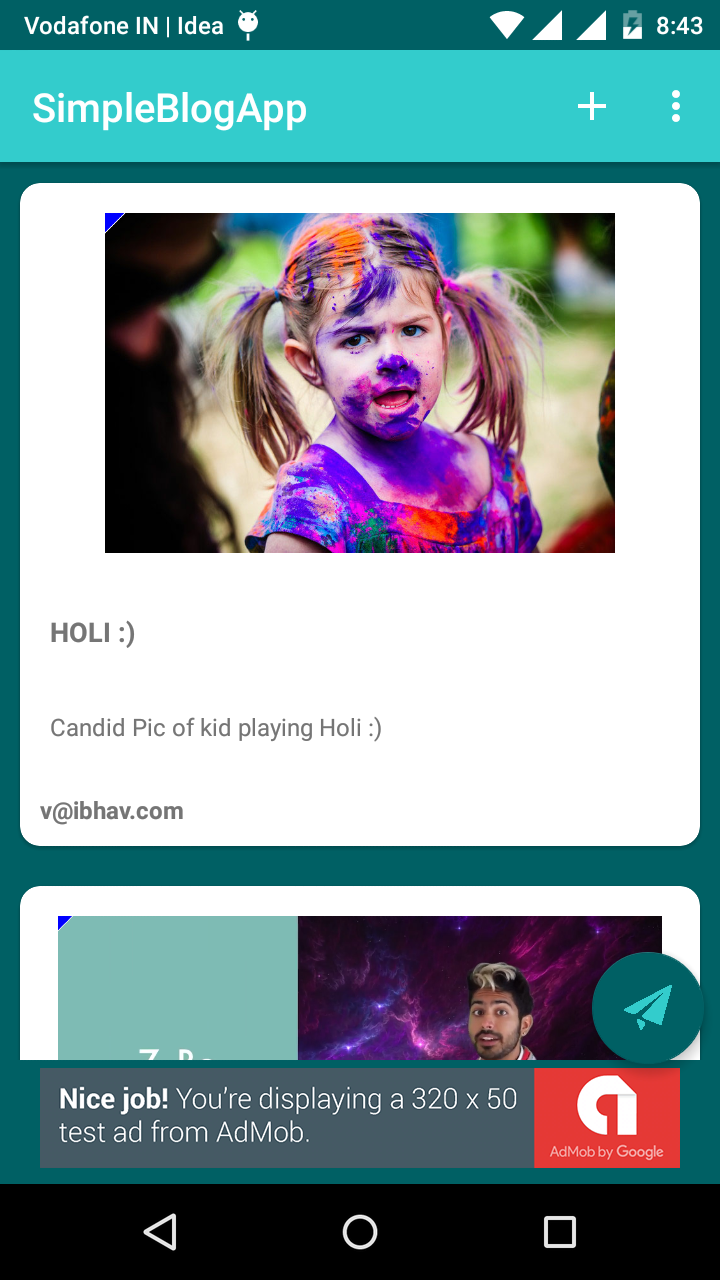 Vodafone IN | Idea 8:43
SimpleBlogApp
HOLI :)
Candid Pic of kid playing Holi :)
v@ibhav.com
Nice job! You're displaying a 320 x 50
test ad from AdMob.
AdMob by Google